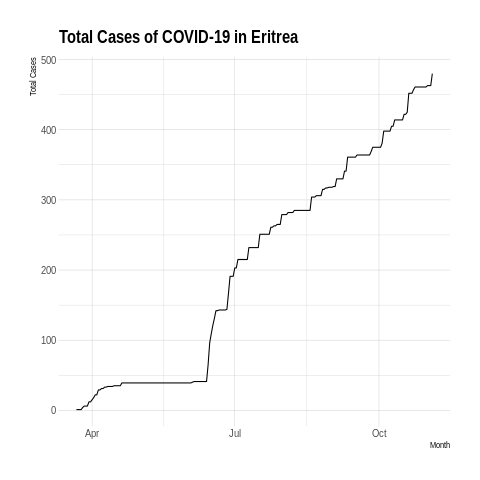 Total Cases of COVID-19 in Eritrea
Total Cases
500
400
300
200
100
0
Apr
Jul
Oct
Month